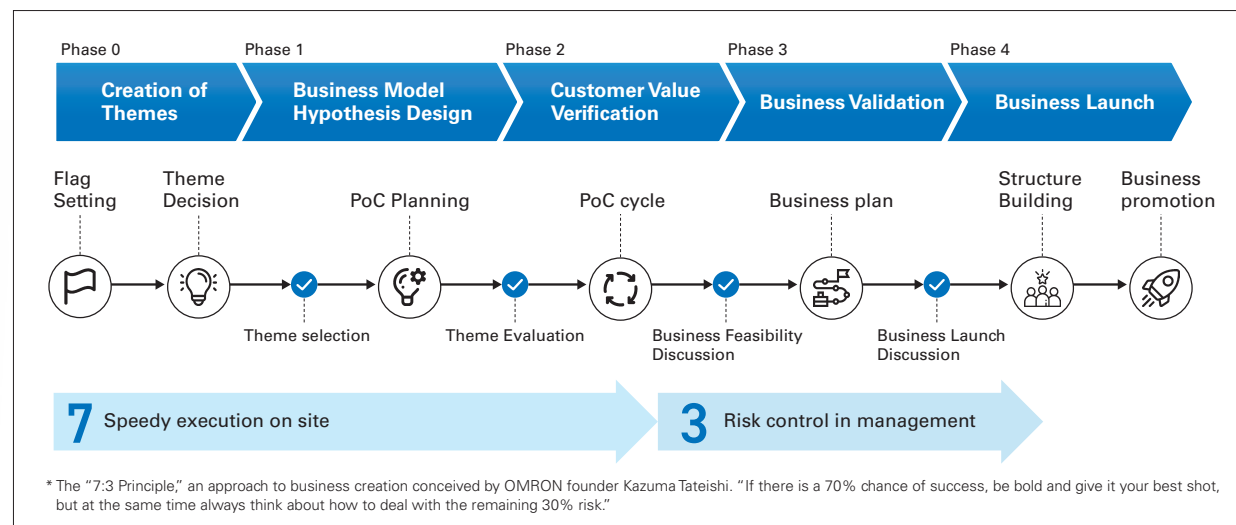 Phase 0
Phase 1
Phase 2
Phase 3
Phase 4
Creation of
Themes
Business Model
Hypothesis Design
Customer Value
Verification
Business Validation
Business Launch
Flag
Setting
Theme
Decision
PoC Planning
PoC cycle
Business plan
Structure
Building
Business
promotion
Theme selection
Theme Evaluation
Business Feasibility
Discussion
Business Launch
Discussion
7 Speedy execution on site
3 Risk control in management
* The “7:3 Principle,” an approach to business creation conceived by OMRON founder Kazuma Tateishi. “If there is a 70% chance of success, be bold and give it your best shot,
but at the same time always think about how to deal with the remaining 30% risk.”